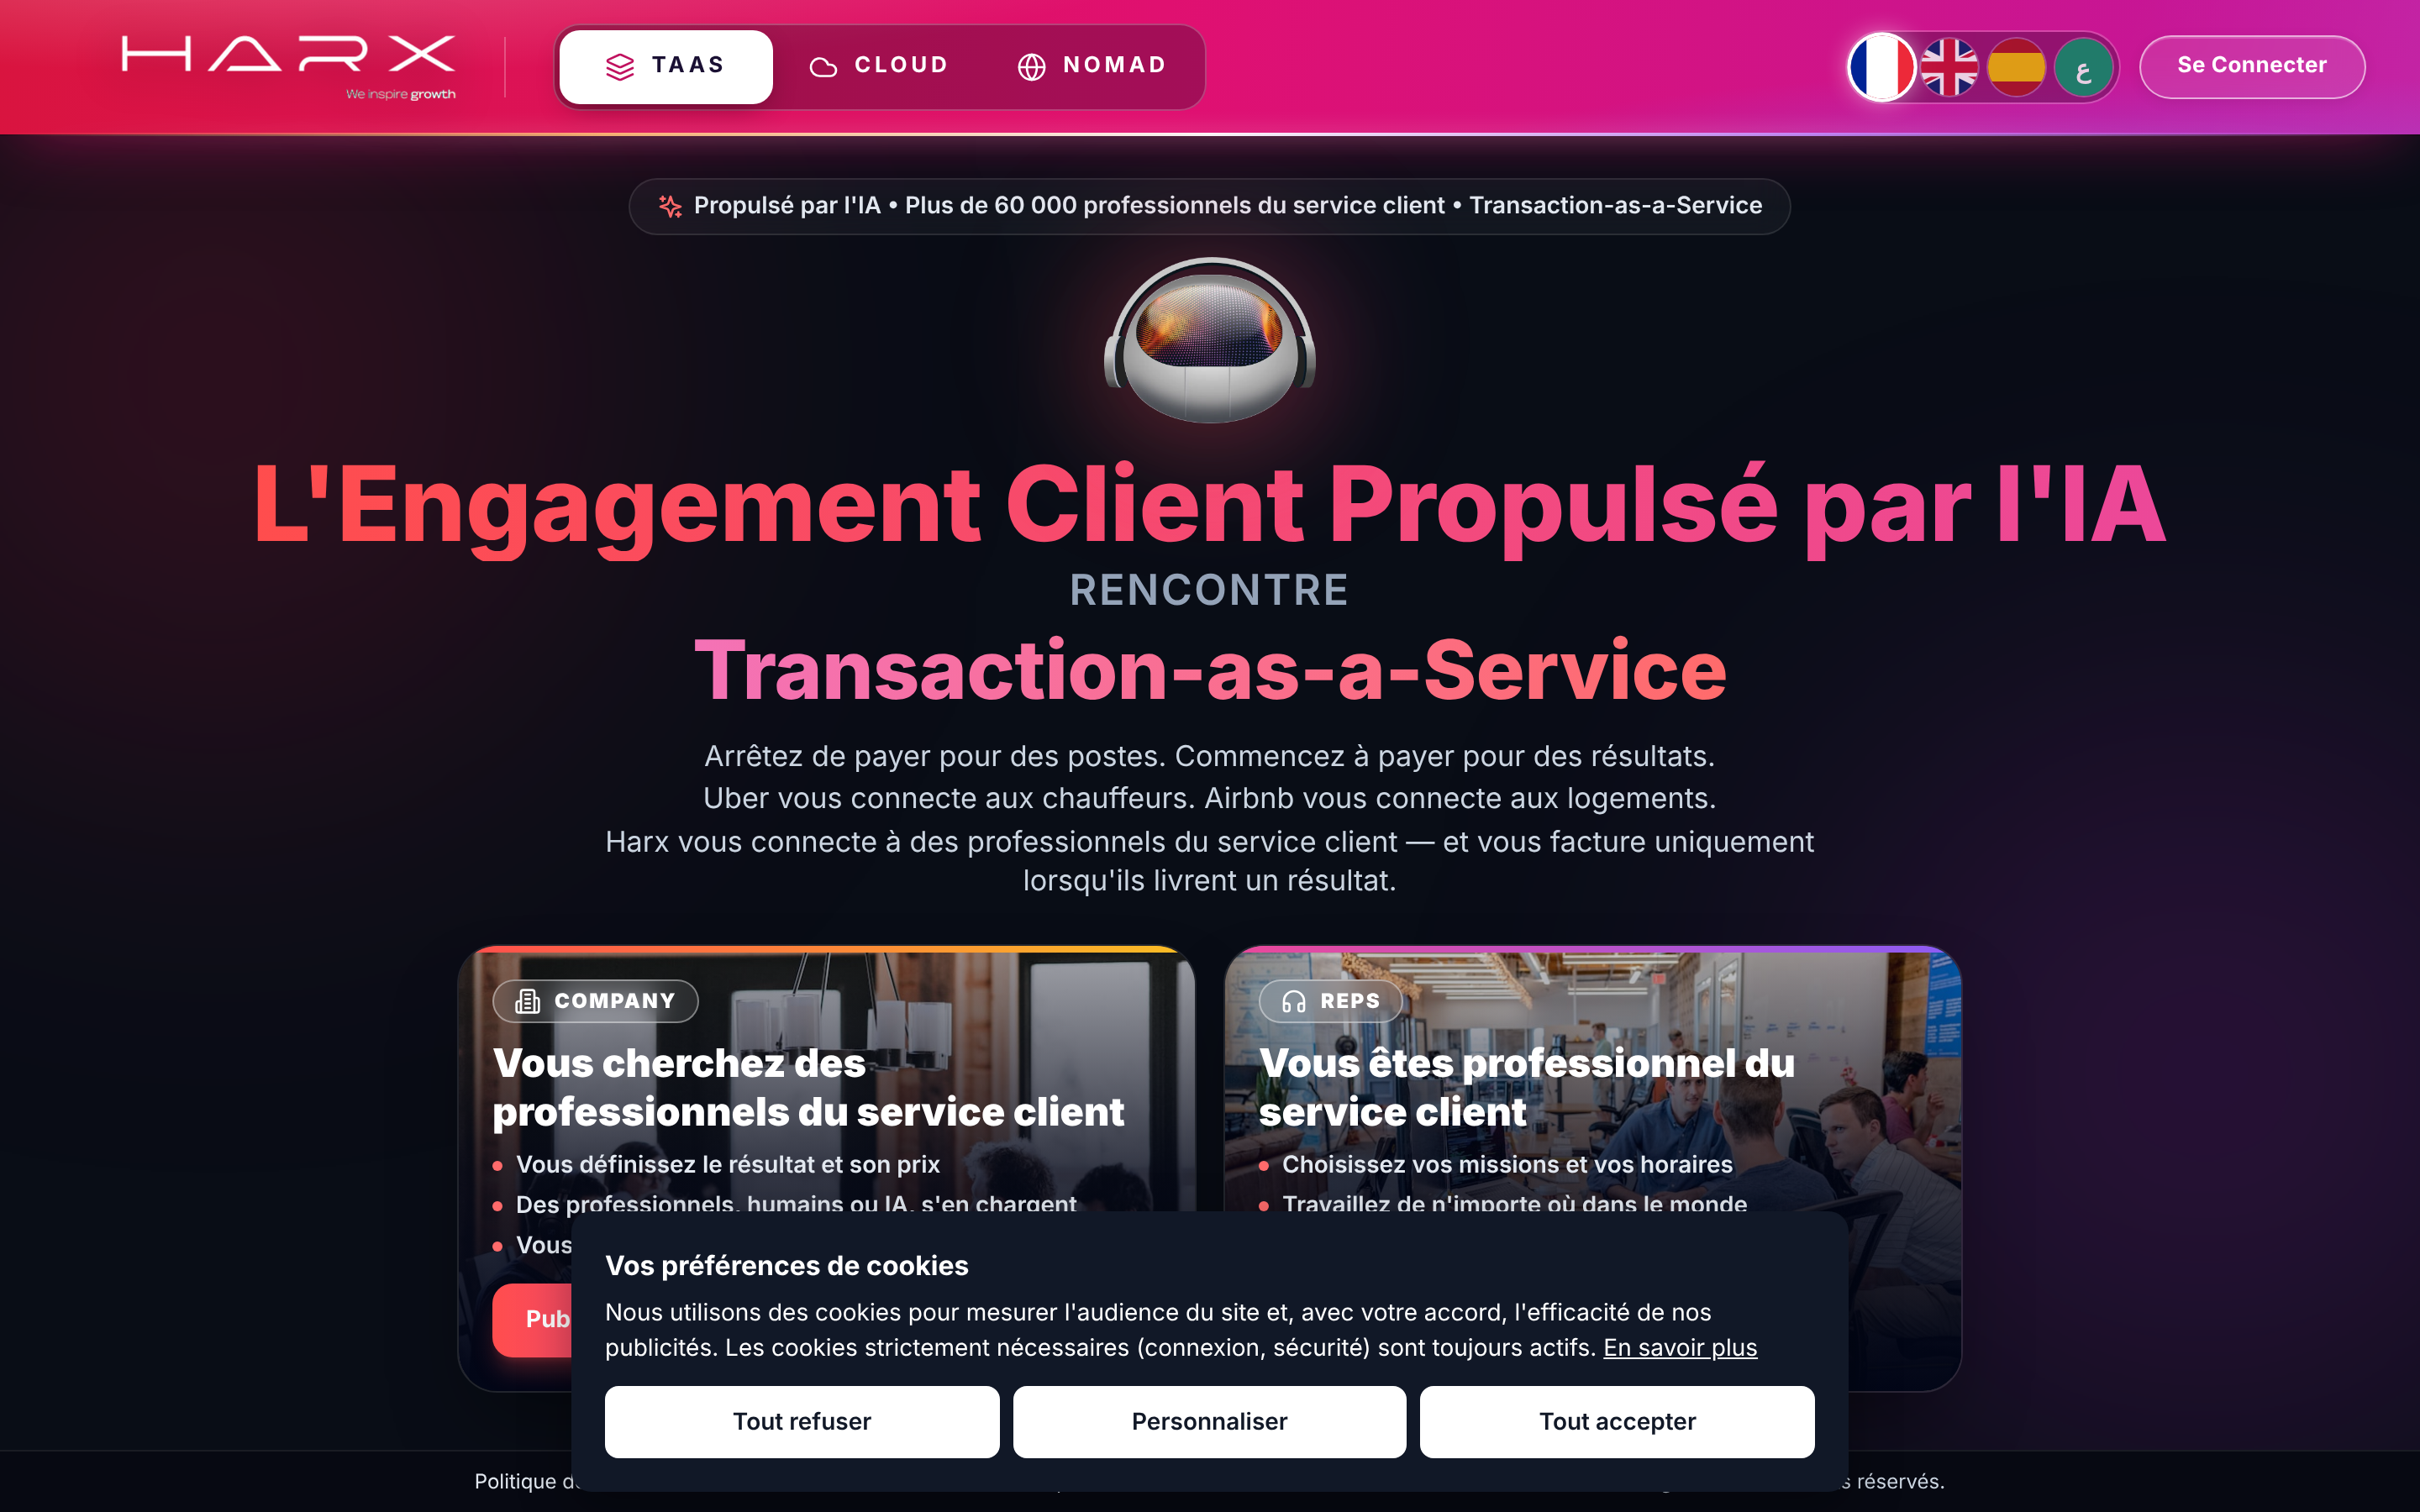 HARX
We inspire growth
TAAS
CLOUD
NOMAD
ع
Se Connecter
Propulsé par l'IA • Plus de 60 000 professionnels du service client • Transaction-as-a-Service
L'Engagement Client Propulsé par l'IA
RENCONTRE
Transaction-as-a-Service
Arrêtez de payer pour des postes. Commencez à payer pour des résultats.
Uber vous connecte aux chauffeurs. Airbnb vous connecte aux logements.
Harx vous connecte à des professionnels du service client — et vous facture uniquement
lorsqu'ils livrent un résultat.
COMPANY
Vous cherchez des
professionnels du service client
Vous définissez le résultat et son prix
Des professionnels, humains ou IA, s'en chargent
Vous
REPS
Vous êtes professionnel du
service client
Choisissez vos missions et vos horaires
Travaillez de n'importe où dans le monde
Vos préférences de cookies
Nous utilisons des cookies pour mesurer l'audience du site et, avec votre accord, l'efficacité de nos
publicités. Les cookies strictement nécessaires (connexion, sécurité) sont toujours actifs. En savoir plus
Tout refuser
Personnaliser
Tout accepter
Politique
réservés.